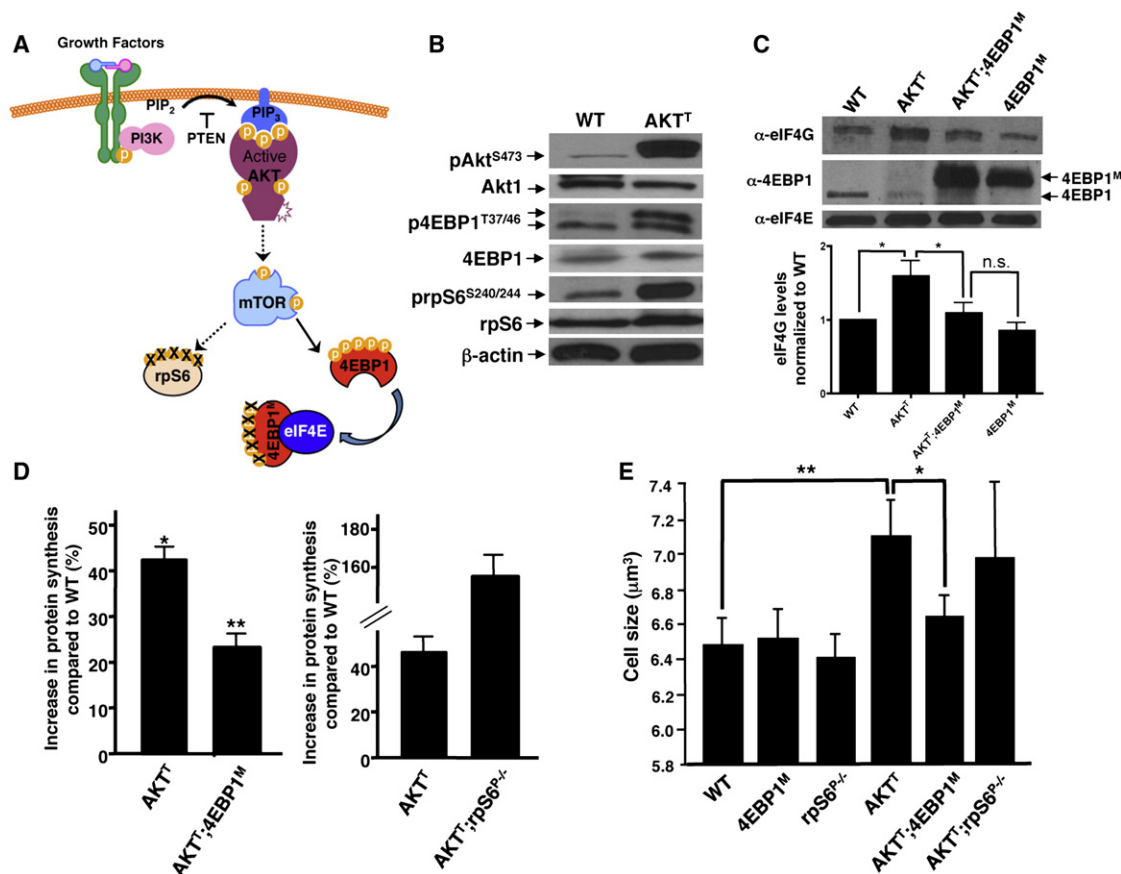 A
Growth Factors
PIP2
PTEN
PI3K
p
PIP3
p p p
Active
AKT
p p
p
mTOR
p
XXXXX
rpS6
p p p p p
4EBP1
XXXX
4EBP1M
eIF4E
B
WT
AKTT
pAktS473
Akt1
p4EBP1T37/46
4EBP1
prpS6S240/244
rpS6
β-actin
C
WT
AKTT
AKTT;4EBP1M
4EBP1M
α-eIF4G
α-4EBP1
4EBP1M
4EBP1
α-eIF4E
eIF4G levels
normalized to WT
2
1
0
*
*
n.s.
WT
AKTT
AKTT;4EBP1M
4EBP1M
D
Increase in protein synthesis
compared to WT (%)
50
40
30
20
10
0
*
**
AKTT
AKTT;4EBP1M
Increase in protein synthesis
compared to WT (%)
180
160
40
20
0
AKTT
AKTT;rpS6P-/-
E
Cell size (µm3)
7.4
7.2
7.0
6.8
6.6
6.4
6.2
6.0
5.8
**
*
WT
4EBP1M
rpS6P-/-
AKTT
AKTT;4EBP1M
AKTT;rpS6P-/-